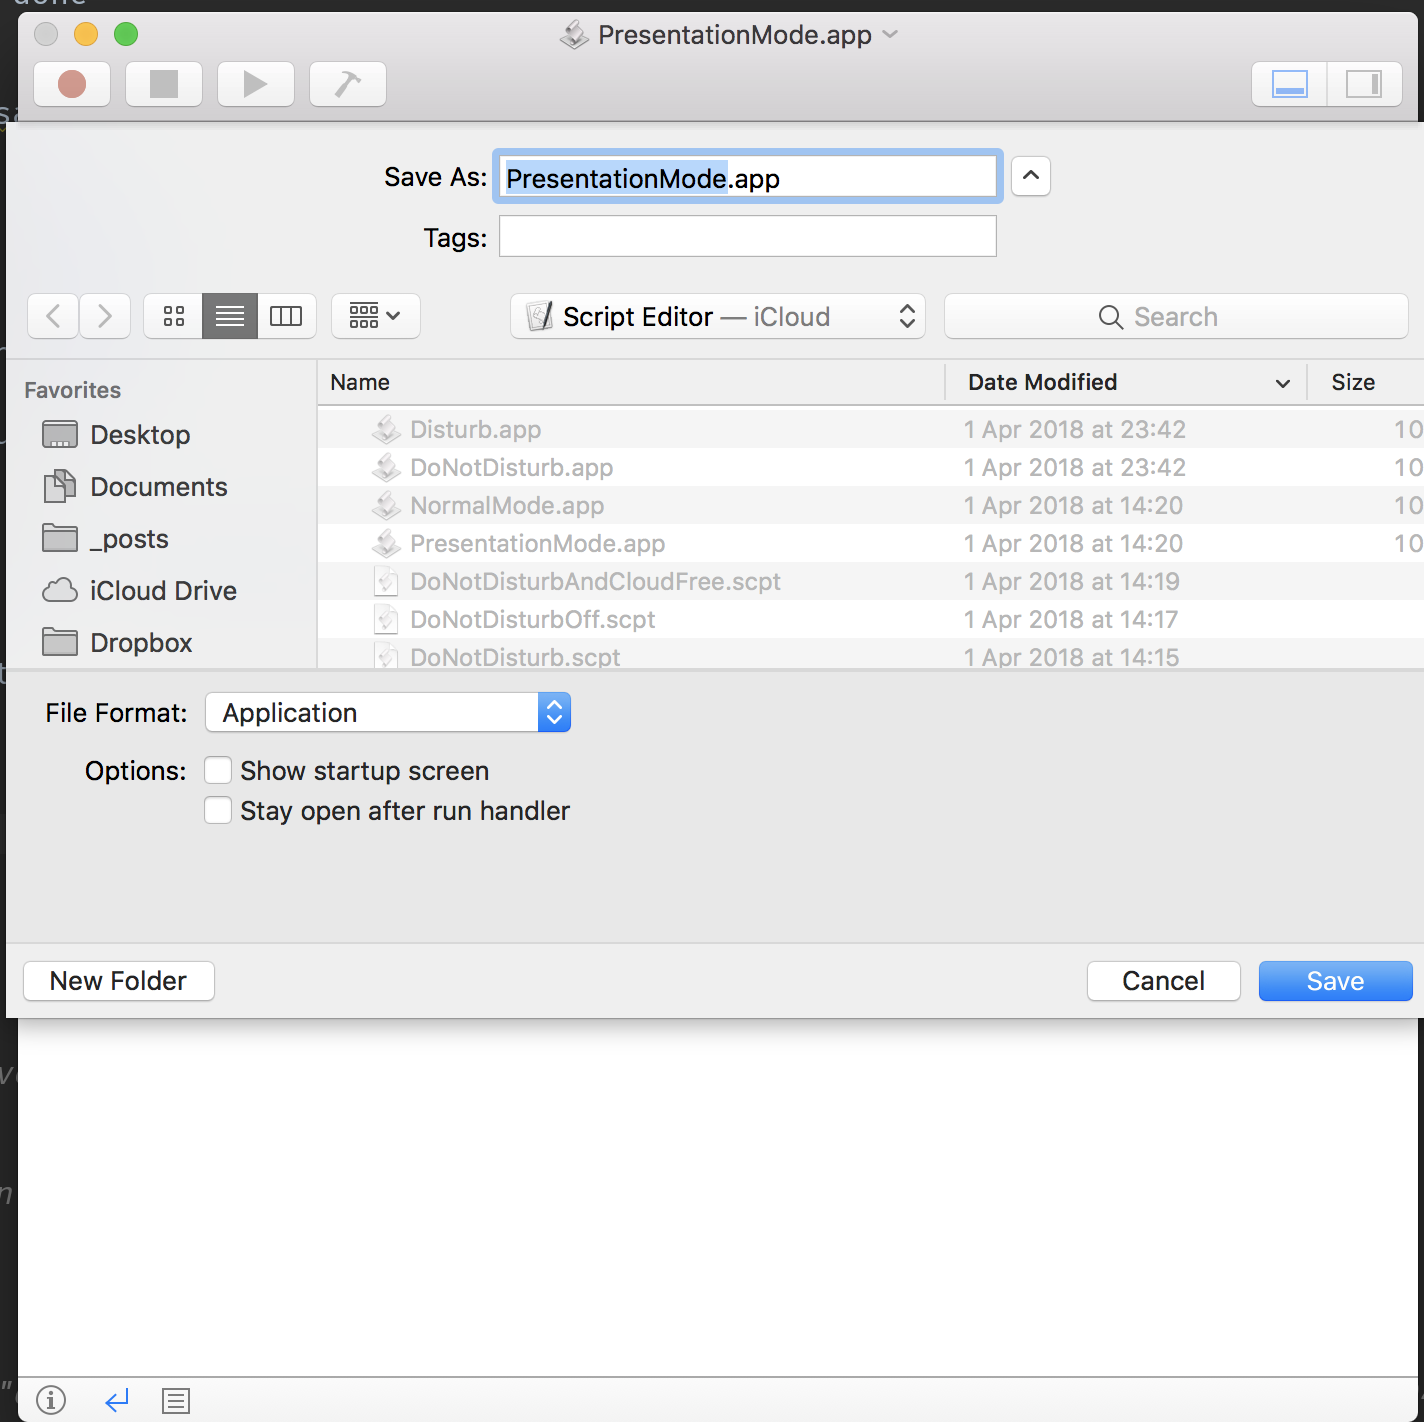 done
PresentationMode.app
Save As: PresentationMode.app
Tags:
Script Editor — iCloud
Search
Favorites
Desktop
Documents
_posts
iCloud Drive
Dropbox
Name Date Modified Size
Disturb.app 1 Apr 2018 at 23:42 10
DoNotDisturb.app 1 Apr 2018 at 23:42 10
NormalMode.app 1 Apr 2018 at 14:20 10
PresentationMode.app 1 Apr 2018 at 14:20 10
DoNotDisturbAndCloudFree.scpt 1 Apr 2018 at 14:19
DoNotDisturbOff.scpt 1 Apr 2018 at 14:17
DoNotDisturb.scpt 1 Apr 2018 at 14:15
File Format: Application
Options: Show startup screen
Stay open after run handler
New Folder Cancel Save